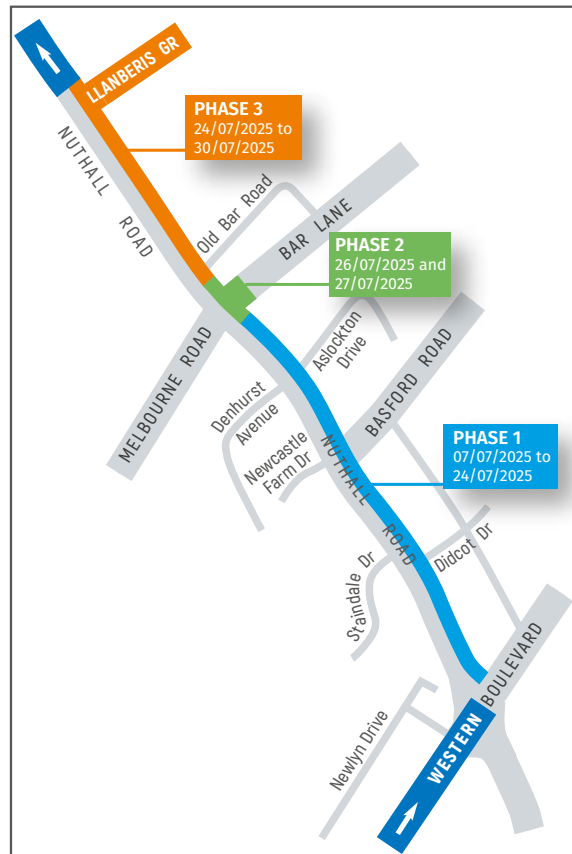 LLANBERIS GR
PHASE 3
24/07/2025 to
30/07/2025
NUTHALL ROAD
Old Bar Road
BAR LANE
PHASE 2
26/07/2025 and
27/07/2025
MELBOURNE ROAD
Aslockton
Drive
Denhurst
Avenue
BASFORD ROAD
Newcastle
Farm Dr
NUTHALL ROAD
PHASE 1
07/07/2025 to
24/07/2025
Didcot Dr
Staindale Dr
WESTERN BOULEVARD
Newlyn Drive